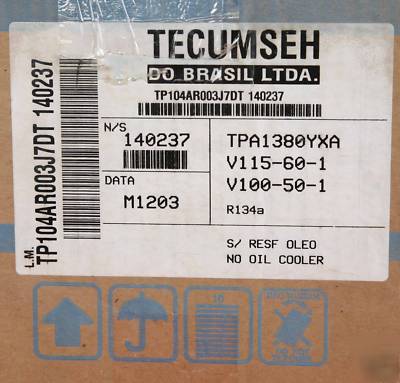 TECUMSEH
DO BRASIL LTDA.
TP104AR003J7DT 140237
N/S
140237
DATA
M1203
TPA1380YXA
V115-60-1
V100-50-1
R134a
S/ RESF OLEO
NO OIL COOLER
L.M.
TP104AR003J7DT 140237
10